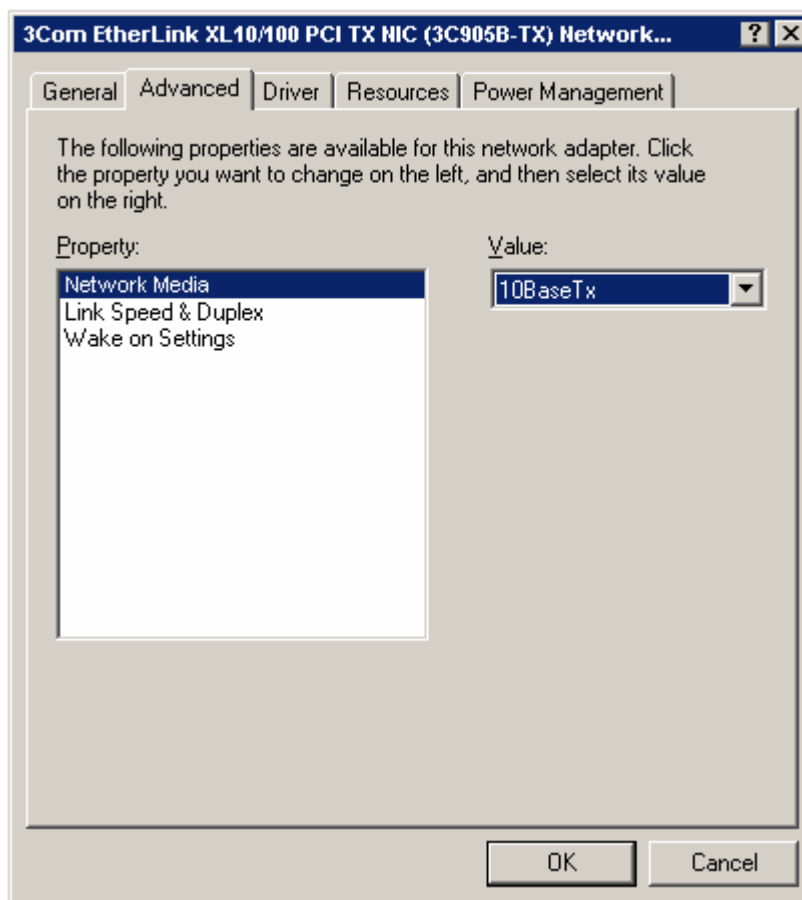 3Com EtherLink XL10/100 PCI TX NIC (3C905B-TX) Network...
General Advanced Driver Resources Power Management
The following properties are available for this network adapter. Click
the property you want to change on the left, and then select its value
on the right.
Property: Value:
Network Media 10BaseTx
Link Speed & Duplex
Wake on Settings
OK Cancel